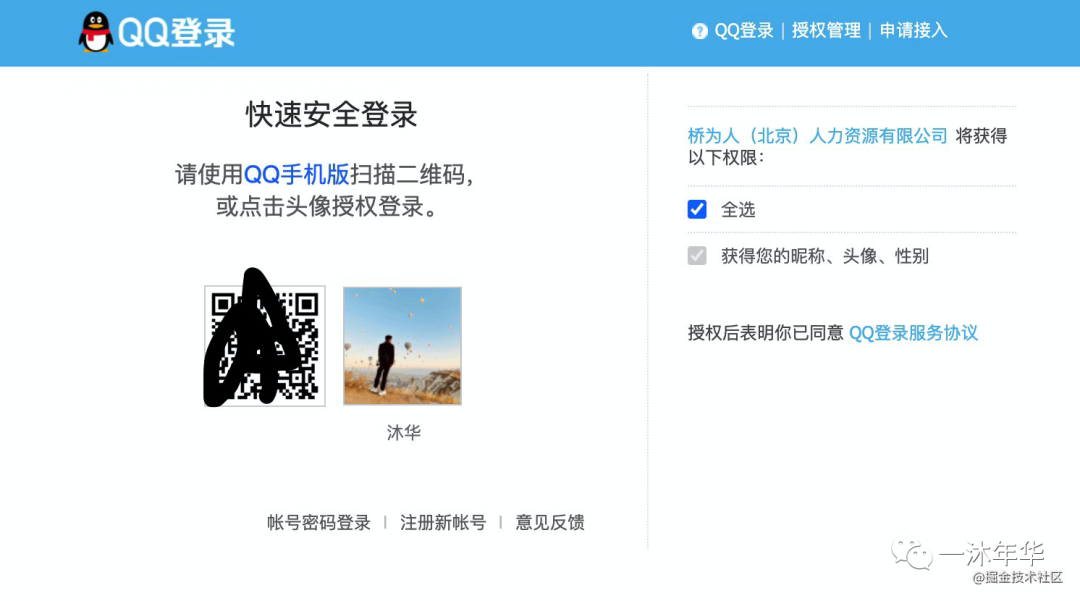 QQ登录
? QQ登录 | 授权管理 | 申请接入
快速安全登录
请使用QQ手机版扫描二维码，
或点击头像授权登录。
沐华
帐号密码登录 | 注册新帐号 | 意见反馈
桥为人（北京）人力资源有限公司 将获得
以下权限：
全选
获得您的昵称、头像、性别
授权后表明你已同意 QQ登录服务协议
一沐年华
@掘金技术社区